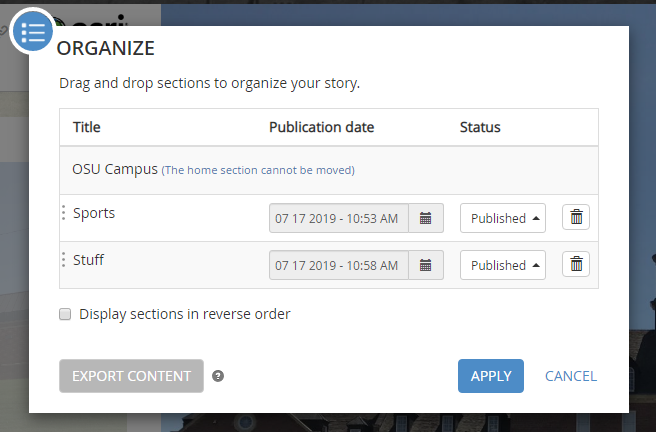 esri
ORGANIZE
Drag and drop sections to organize your story.
Title Publication date Status
OSU Campus (The home section cannot be moved)
Sports 07 17 2019 - 10:53 AM Published
Stuff 07 17 2019 - 10:58 AM Published
Display sections in reverse order
EXPORT CONTENT ? APPLY CANCEL